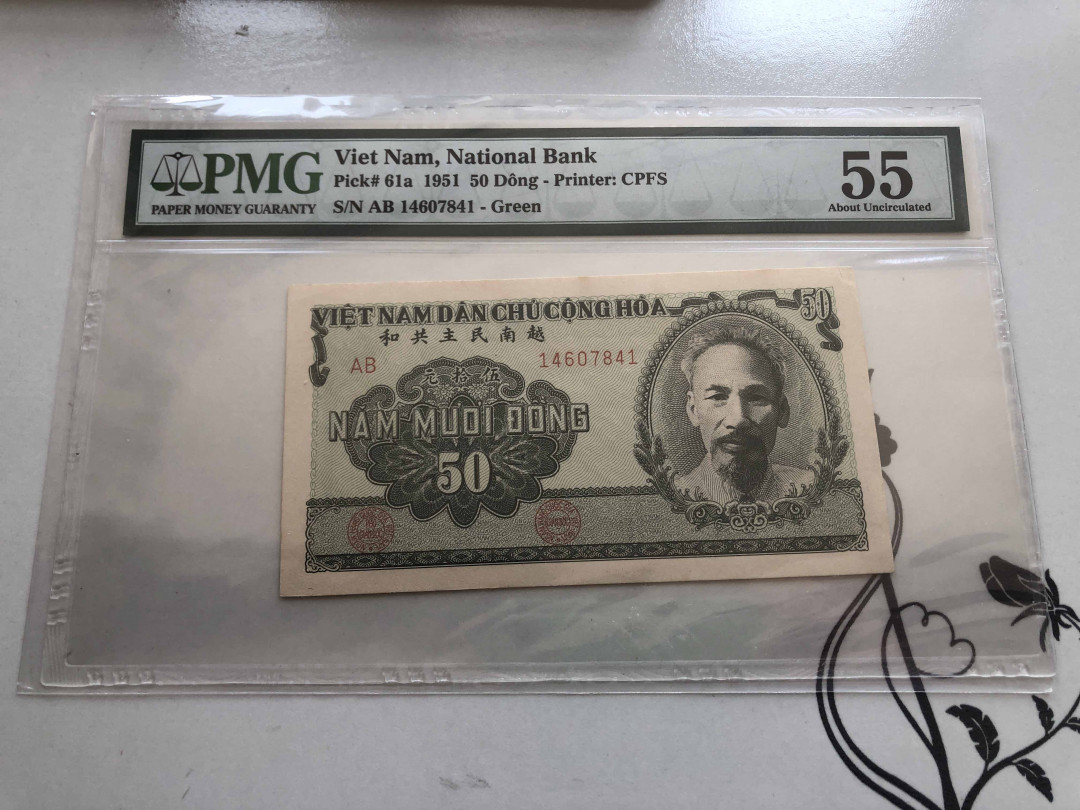 PMG
PAPER MONEY GUARANTY
Viet Nam, National Bank
Pick# 61a 1951 50 Dông - Printer: CPFS
S/N AB 14607841 - Green
55
About Uncirculated
VIỆT NAM DÂN CHỦ CỘNG HÒA
50
和共主民南越
AB
14607841
元拾伍
NĂM MƯƠI ĐỒNG
50